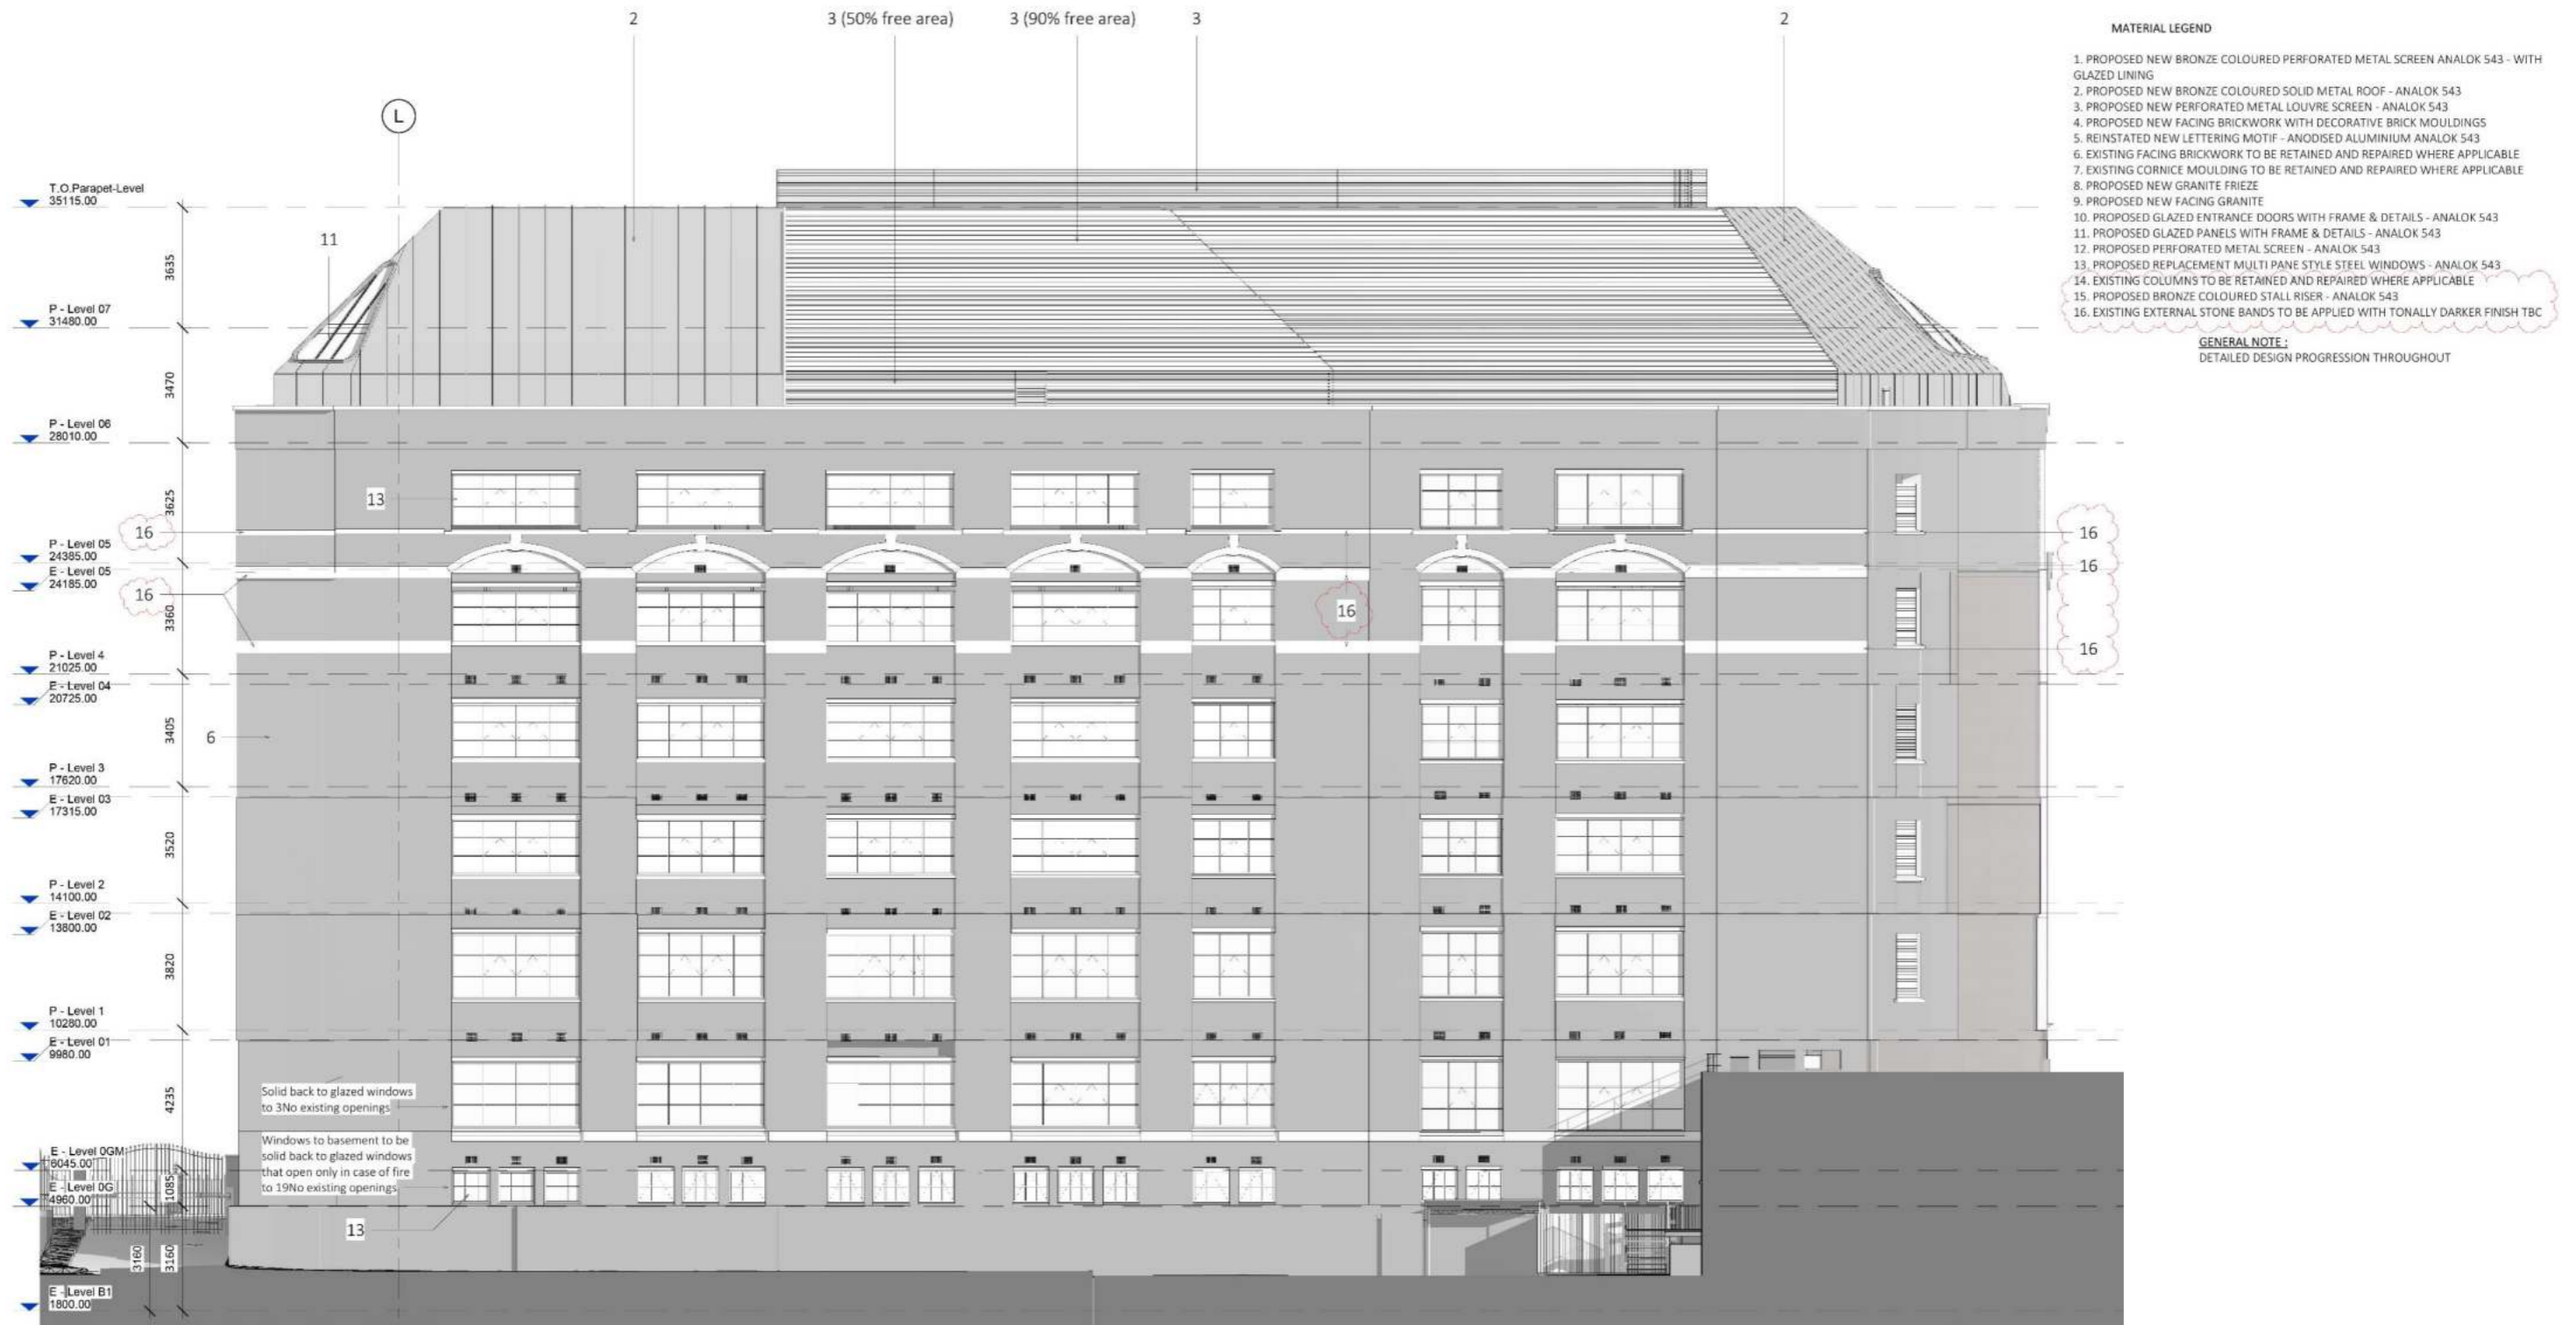 2
3 (50% free area)
3 (90% free area)
3
2
MATERIAL LEGEND
1. PROPOSED NEW BRONZE COLOURED PERFORATED METAL SCREEN ANALOK 543 - WITH
GLAZED LINING
2. PROPOSED NEW BRONZE COLOURED SOLID METAL ROOF - ANALOK 543
3. PROPOSED NEW PERFORATED METAL LOUVRE SCREEN - ANALOK 543
4. PROPOSED NEW FACING BRICKWORK WITH DECORATIVE BRICK MOULDINGS
5. REINSTATED NEW LETTERING MOTIF - ANODISED ALUMINIUM ANALOK 543
6. EXISTING FACING BRICKWORK TO BE RETAINED AND REPAIRED WHERE APPLICABLE
7. EXISTING CORNICE MOULDING TO BE RETAINED AND REPAIRED WHERE APPLICABLE
8. PROPOSED NEW GRANITE FRIEZE
9. PROPOSED NEW FACING GRANITE
10. PROPOSED GLAZED ENTRANCE DOORS WITH FRAME & DETAILS - ANALOK 543
11. PROPOSED GLAZED PANELS WITH FRAME & DETAILS - ANALOK 543
12. PROPOSED PERFORATED METAL SCREEN - ANALOK 543
13. PROPOSED REPLACEMENT MULTI PANE STYLE STEEL WINDOWS - ANALOK 543
14. EXISTING COLUMNS TO BE RETAINED AND REPAIRED WHERE APPLICABLE
15. PROPOSED BRONZE COLOURED STALL RISER - ANALOK 543
16. EXISTING EXTERNAL STONE BANDS TO BE APPLIED WITH TONALLY DARKER FINISH TBC
GENERAL NOTE :
DETAILED DESIGN PROGRESSION THROUGHOUT
L
T.O.Parapet-Level
35115.00
11
3635
P - Level 07
31480.00
3470
P - Level 06
28010.00
13
3625
16
16
P - Level 05
24385.00
16
E - Level 05
24185.00
16
3360
16
16
P - Level 4
21025.00
E - Level 04
20725.00
3405
6
P - Level 3
17620.00
E - Level 03
17315.00
3520
P - Level 2
14100.00
E - Level 02
13800.00
3820
P - Level 1
10280.00
E - Level 01
9980.00
4235
Solid back to glazed windows
to 3No existing openings
Windows to basement to be
solid back to glazed windows
that open only in case of fire
to 19No existing openings
E - Level 0GM
6045.00
1085
E - Level 0G
4960.00
13
3160
3160
E - Level B1
1800.00